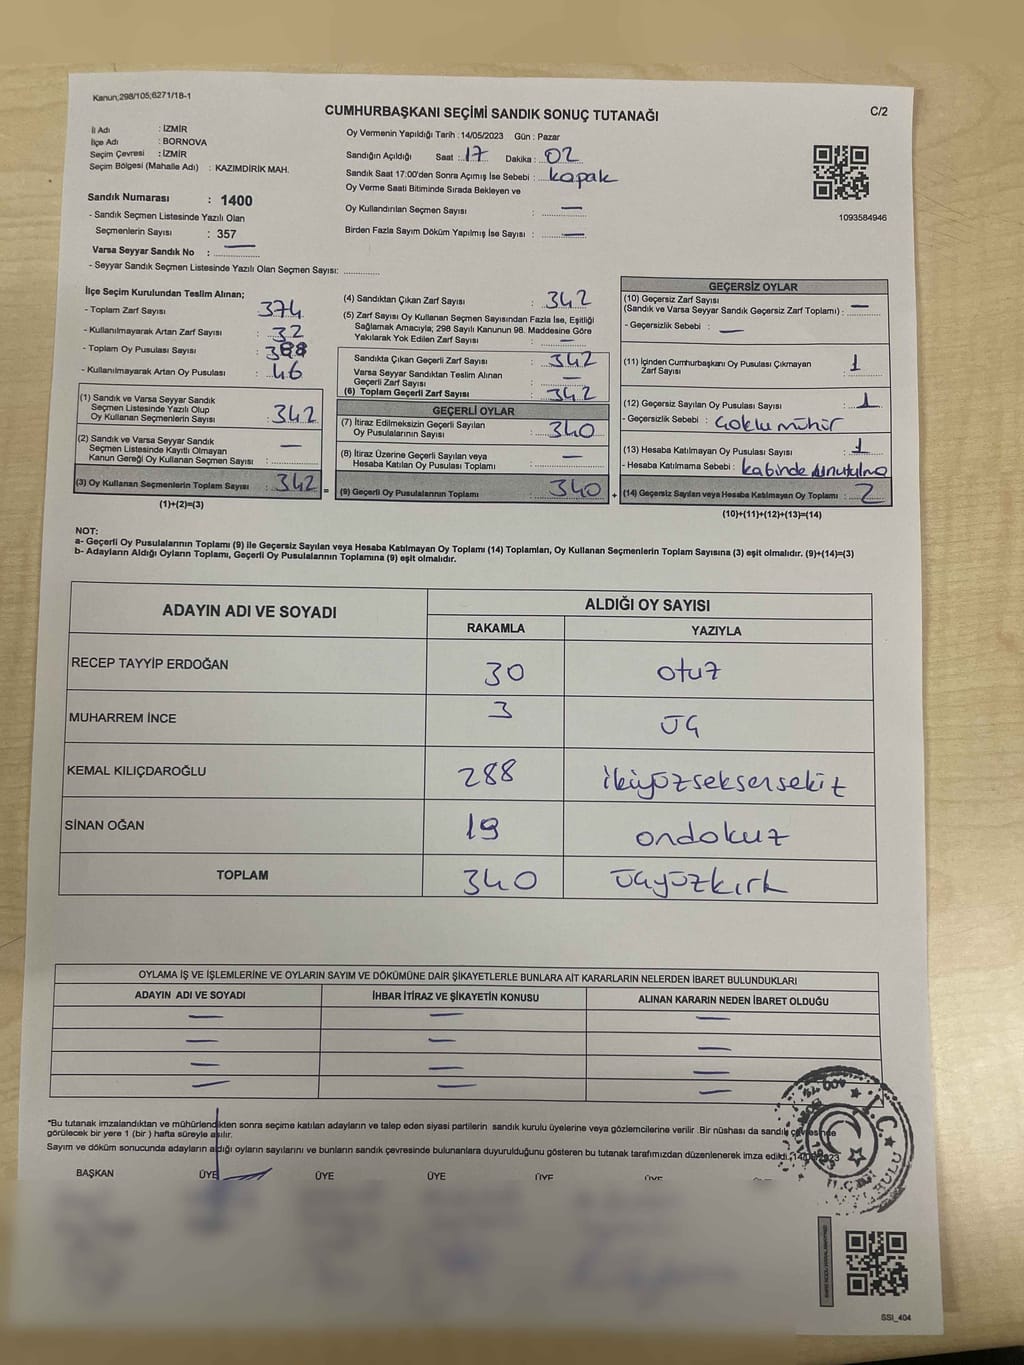 Kanun;298/105;6271/18-1
C/2
CUMHURBAŞKANI SEÇİMİ SANDIK SONUÇ TUTANAĞI
İl Adı : İZMİR
İlçe Adı : BORNOVA
Seçim Çevresi : İZMİR
Seçim Bölgesi (Mahalle Adı) : KAZIMDİRİK MAH.
Sandık Numarası : 1400
- Sandık Seçmen Listesinde Yazılı Olan
Seçmenlerin Sayısı : 357
Varsa Seyyar Sandık No : —
- Seyyar Sandık Seçmen Listesinde Yazılı Olan Seçmen Sayısı:
Oy Vermenin Yapıldığı Tarih : 14/05/2023 Gün : Pazar
Sandığın Açıldığı Saat : 17 Dakika : 02
Sandık Saat 17:00'den Sonra Açımış İse Sebebi : kapak
Oy Verme Saati Bitiminde Sırada Bekleyen ve
Oy Kullandırılan Seçmen Sayısı : —
Birden Fazla Sayım Döküm Yapılmış İse Sayısı : —
1093584946
İlçe Seçim Kurulundan Teslim Alınan;
- Toplam Zarf Sayısı : 374
- Kullanılmayarak Artan Zarf Sayısı : 32
- Toplam Oy Pusulası Sayısı :
- Kullanılmayarak Artan Oy Pusulası : 46
(1) Sandık ve Varsa Seyyar Sandık
Seçmen Listesinde Yazılı Olup
Oy Kullanan Seçmenlerin Sayısı : 342
(2) Sandık ve Varsa Seyyar Sandık
Seçmen Listesinde Kayıtlı Olmayan
Kanun Gereği Oy Kullanan Seçmen Sayısı : —
(3) Oy Kullanan Seçmenlerin Toplam Sayısı : 342
(1)+(2)=(3)
(4) Sandıktan Çıkan Zarf Sayısı : 342
(5) Zarf Sayısı Oy Kullanan Seçmen Sayısından Fazla İse, Eşitliği
Sağlamak Amacıyla; 298 Sayılı Kanunun 98. Maddesine Göre
Yakılarak Yok Edilen Zarf Sayısı : —
Sandıkta Çıkan Geçerli Zarf Sayısı : 342
Varsa Seyyar Sandıktan Teslim Alınan
Geçerli Zarf Sayısı : —
(6) Toplam Geçerli Zarf Sayısı : 342
GEÇERLİ OYLAR
(7) İtiraz Edilmeksizin Geçerli Sayılan
Oy Pusulalarının Sayısı : 340
(8) İtiraz Üzerine Geçerli Sayılan veya
Hesaba Katılan Oy Pusulası Toplamı : —
= (9) Geçerli Oy Pusulalarının Toplamı : 340 +
GEÇERSİZ OYLAR
(10) Geçersiz Zarf Sayısı
(Sandık ve Varsa Seyyar Sandık Geçersiz Zarf Toplamı) : —
- Geçersizlik Sebebi : —
(11) İçinden Cumhurbaşkanı Oy Pusulası Çıkmayan
Zarf Sayısı : 1
(12) Geçersiz Sayılan Oy Pusulası Sayısı : 1
- Geçersizlik Sebebi : Çoklu mühür
(13) Hesaba Katılmayan Oy Pusulası Sayısı : 1
- Hesaba Katılmama Sebebi : kabinde unutulma
(14) Geçersiz Sayılan veya Hesaba Katılmayan Oy Toplamı : 2
(10)+(11)+(12)+(13)=(14)
NOT:
a- Geçerli Oy Pusulalarının Toplamı (9) ile Geçersiz Sayılan veya Hesaba Katılmayan Oy Toplamı (14) Toplamları, Oy Kullanan Seçmenlerin Toplam Sayısına (3) eşit olmalıdır. (9)+(14)=(3)
b- Adayların Aldığı Oyların Toplamı, Geçerli Oy Pusulalarının Toplamına (9) eşit olmalıdır.
ADAYIN ADI VE SOYADI
ALDIĞI OY SAYISI
RAKAMLA YAZIYLA
RECEP TAYYİP ERDOĞAN 30 otuz
MUHARREM İNCE 3 üç
KEMAL KILIÇDAROĞLU 288 ikiyüzseksensekiz
SİNAN OĞAN 19 ondokuz
TOPLAM 340 üçyüzkırk
OYLAMA İŞ VE İŞLEMLERİNE VE OYLARIN SAYIM VE DÖKÜMÜNE DAİR ŞİKAYETLERLE BUNLARA AİT KARARLARIN NELERDEN İBARET BULUNDUKLARI
ADAYIN ADI VE SOYADI İHBAR İTİRAZ VE ŞİKAYETİN KONUSU ALINAN KARARIN NEDEN İBARET OLDUĞU
— — —
— — —
— — —
— — —
*Bu tutanak imzalandıktan ve mühürlendikten sonra seçime katılan adayların ve talep eden siyasi partilerin sandık kurulu üyelerine veya gözlemcilerine verilir .Bir nüshası da sandık çevresinde
görülecek bir yere 1 (bir ) hafta süreyle asılır.
Sayım ve döküm sonucunda adayların aldığı oyların sayılarını ve bunların sandık çevresinde bulunanlara duyurulduğunu gösteren bu tutanak tarafımızdan düzenlenerek imza edildi.
BAŞKAN ÜYE ÜYE ÜYE ÜYE ÜYE
T.C.
SSI_404